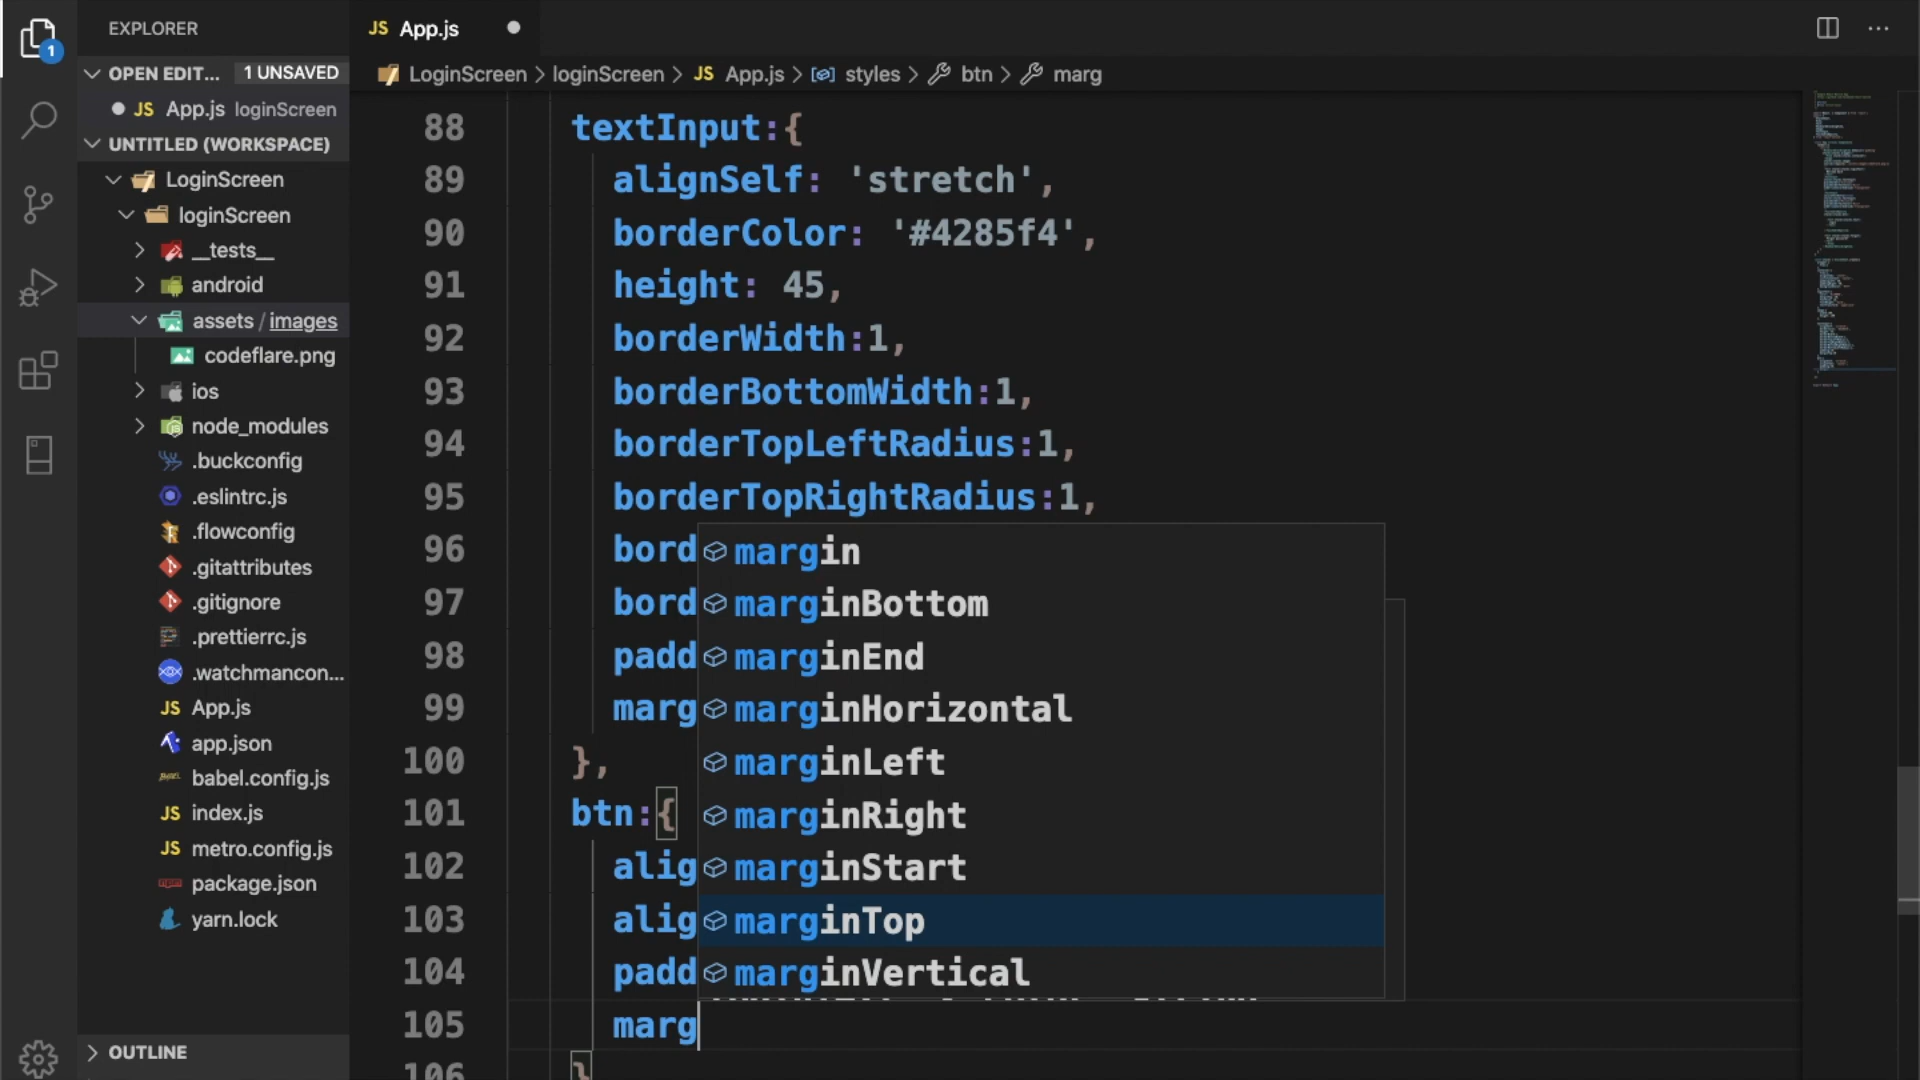 EXPLORER
OPEN EDIT... 1 UNSAVED
JS App.js loginScreen
UNTITLED (WORKSPACE)
LoginScreen
loginScreen
__tests__
android
assets / images
codeflare.png
ios
node_modules
.buckconfig
.eslintrc.js
.flowconfig
.gitattributes
.gitignore
.prettierrc.js
.watchmancon...
JS App.js
app.json
babel.config.js
JS index.js
JS metro.config.js
package.json
yarn.lock
OUTLINE
1
JS App.js
LoginScreen > loginScreen > JS App.js > styles > btn > marg
88 textInput:{
89 alignSelf: 'stretch',
90 borderColor: '#4285f4',
91 height: 45,
92 borderWidth:1,
93 borderBottomWidth:1,
94 borderTopLeftRadius:1,
95 borderTopRightRadius:1,
96 bord
97 bord
98 padd
99 marg
100 },
101 btn:{
102 alig
103 alig
104 padd
105 marg
106 }
margin
marginBottom
marginEnd
marginHorizontal
marginLeft
marginRight
marginStart
marginTop
marginVertical